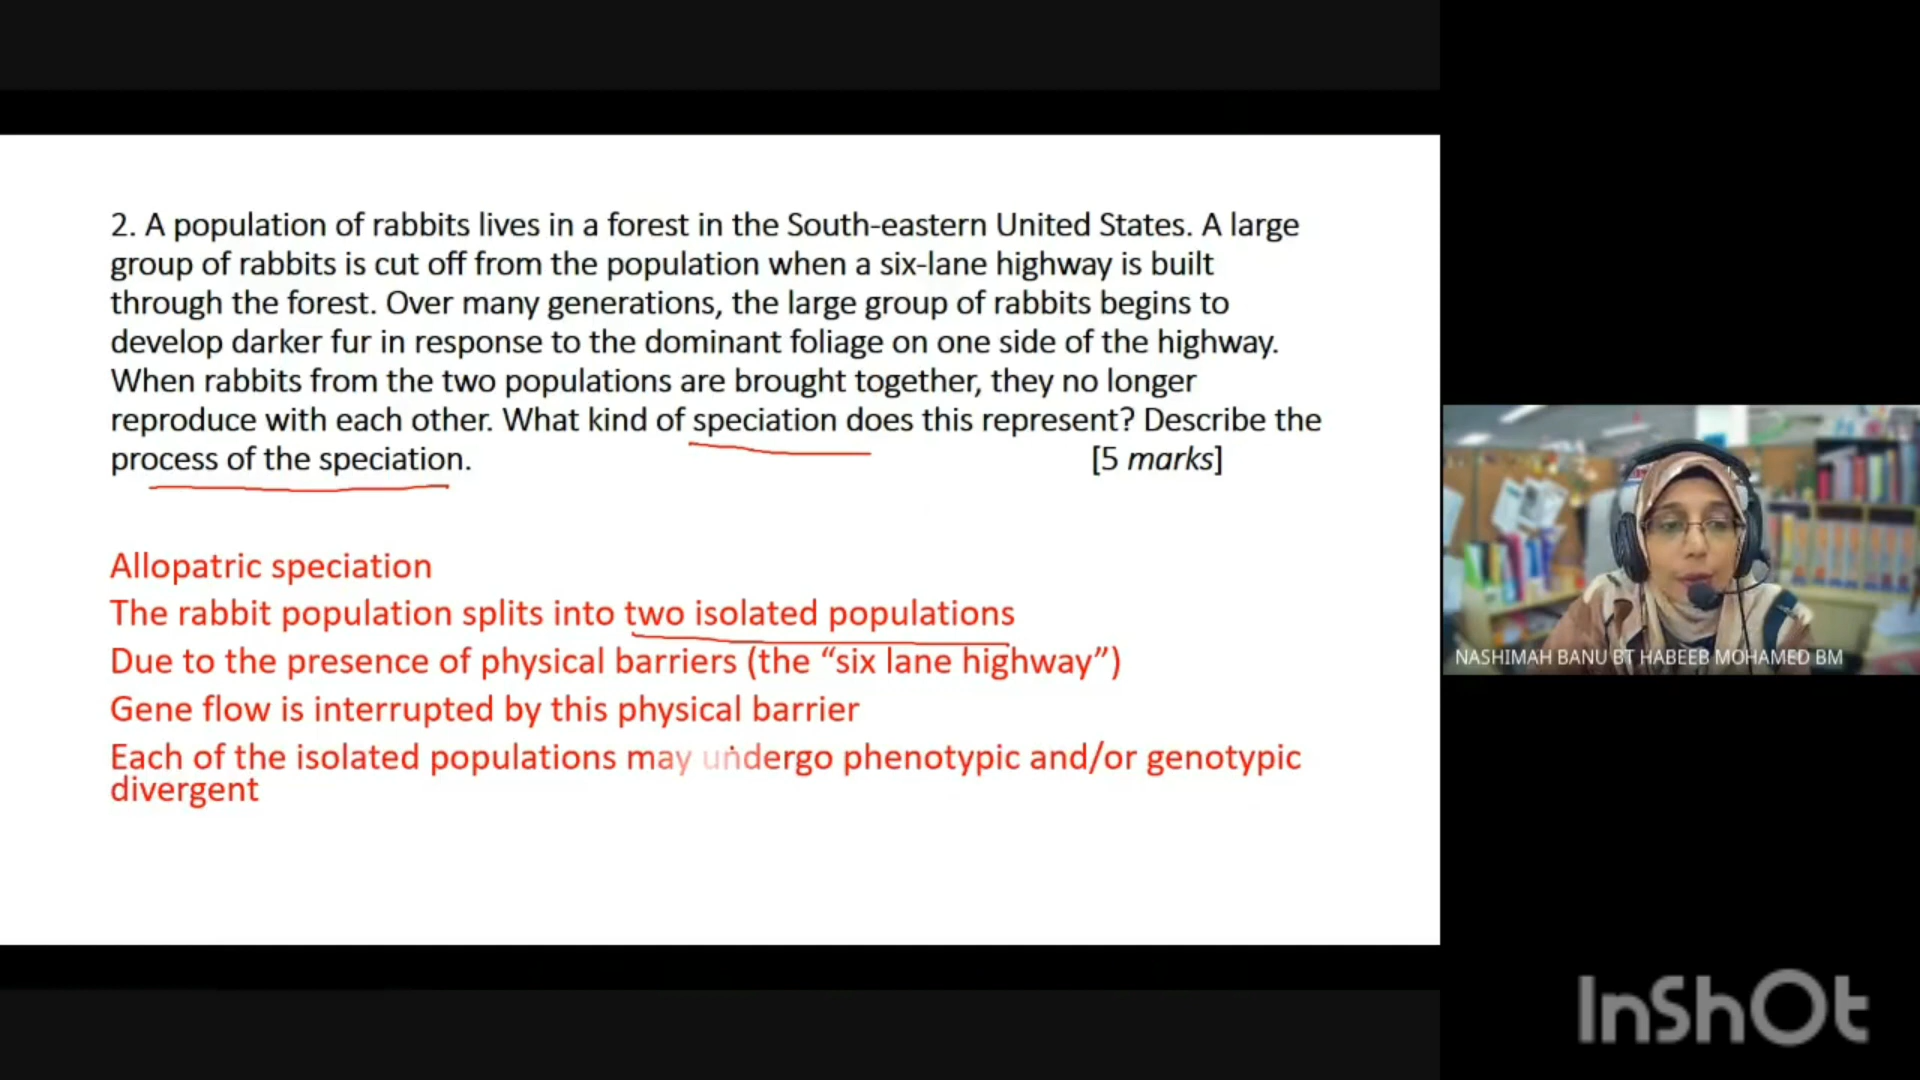 2. A population of rabbits lives in a forest in the South-eastern United States. A large
group of rabbits is cut off from the population when a six-lane highway is built
through the forest. Over many generations, the large group of rabbits begins to
develop darker fur in response to the dominant foliage on one side of the highway.
When rabbits from the two populations are brought together, they no longer
reproduce with each other. What kind of speciation does this represent? Describe the
process of the speciation. [5 marks]
Allopatric speciation
The rabbit population splits into two isolated populations
Due to the presence of physical barriers (the “six lane highway”)
Gene flow is interrupted by this physical barrier
Each of the isolated populations may undergo phenotypic and/or genotypic
divergent
NASHIMAH BANU BT HABEEB MOHAMED BM
InShOt